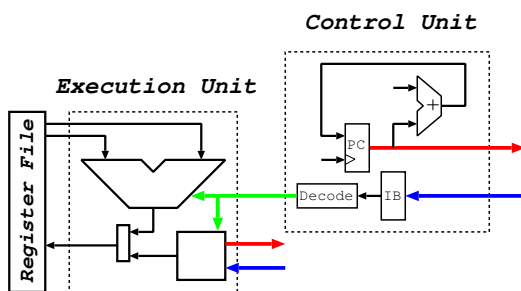 Control Unit
Execution Unit
+
PC
Decode
IB
Register File